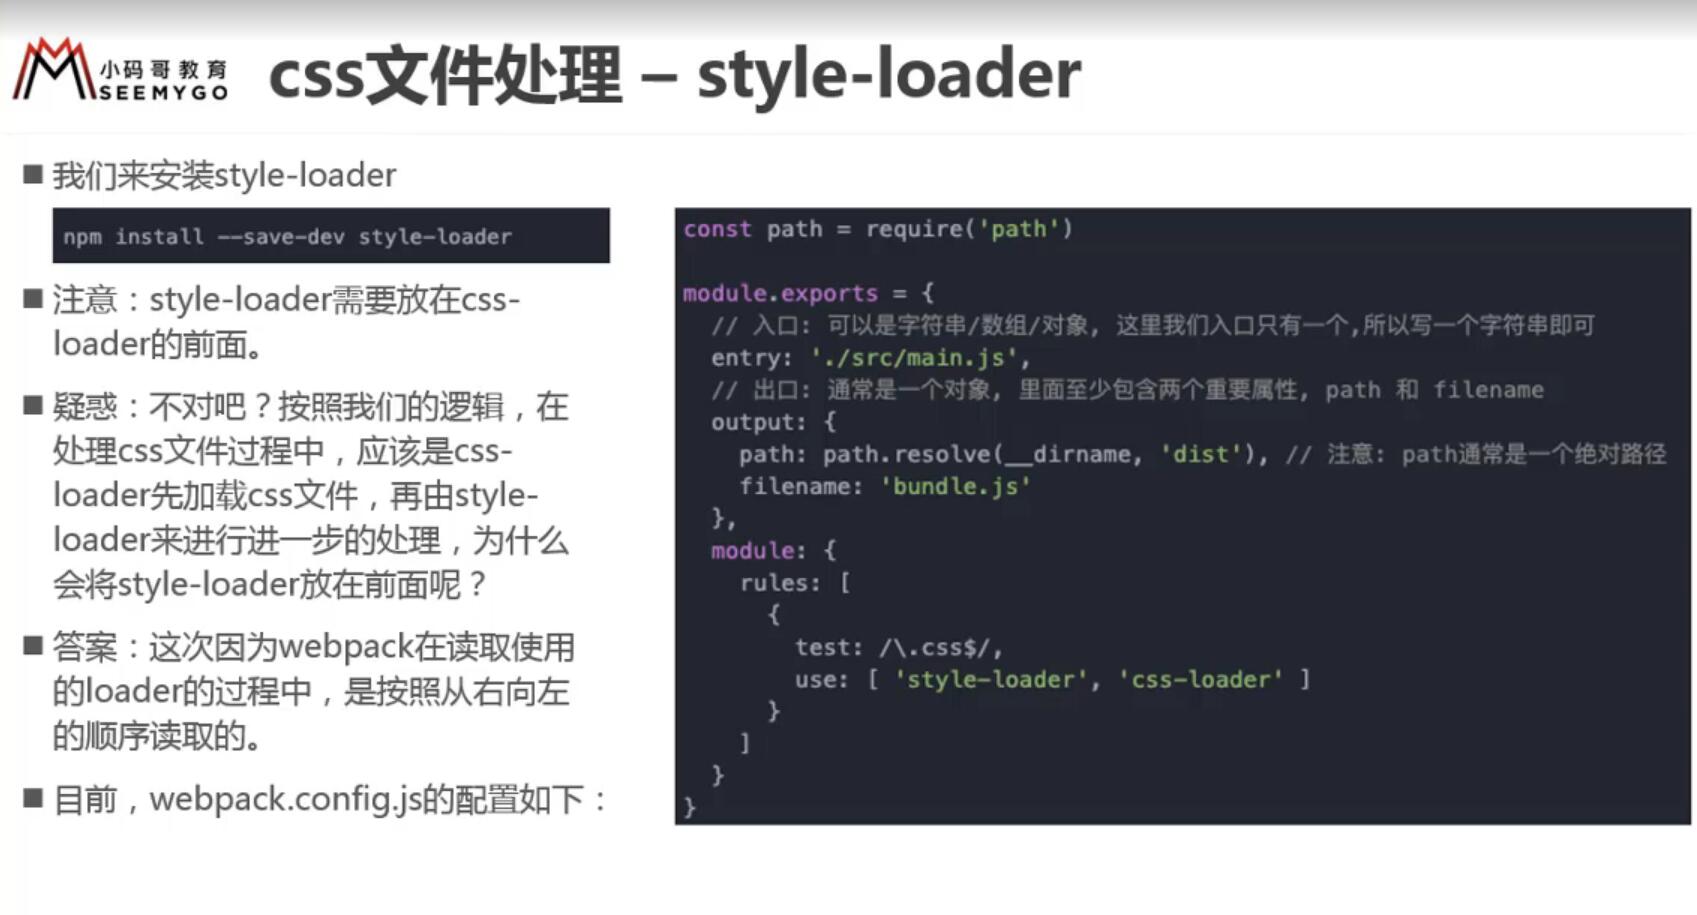 小码哥教育
SEEMYGO
css文件处理 – style-loader
■ 我们来安装style-loader
npm install --save-dev style-loader
■ 注意：style-loader需要放在css-
loader的前面。
■ 疑惑：不对吧？按照我们的逻辑，在
处理css文件过程中，应该是css-
loader先加载css文件，再由style-
loader来进行进一步的处理，为什么
会将style-loader放在前面呢？
■ 答案：这次因为webpack在读取使用
的loader的过程中，是按照从右向左
的顺序读取的。
■ 目前，webpack.config.js的配置如下：
const path = require('path')
module.exports = {
// 入口: 可以是字符串/数组/对象, 这里我们入口只有一个,所以写一个字符串即可
entry: './src/main.js',
// 出口: 通常是一个对象, 里面至少包含两个重要属性, path 和 filename
output: {
path: path.resolve(__dirname, 'dist'), // 注意: path通常是一个绝对路径
filename: 'bundle.js'
},
module: {
rules: [
{
test: /\.css$/,
use: [ 'style-loader', 'css-loader' ]
}
]
}
}